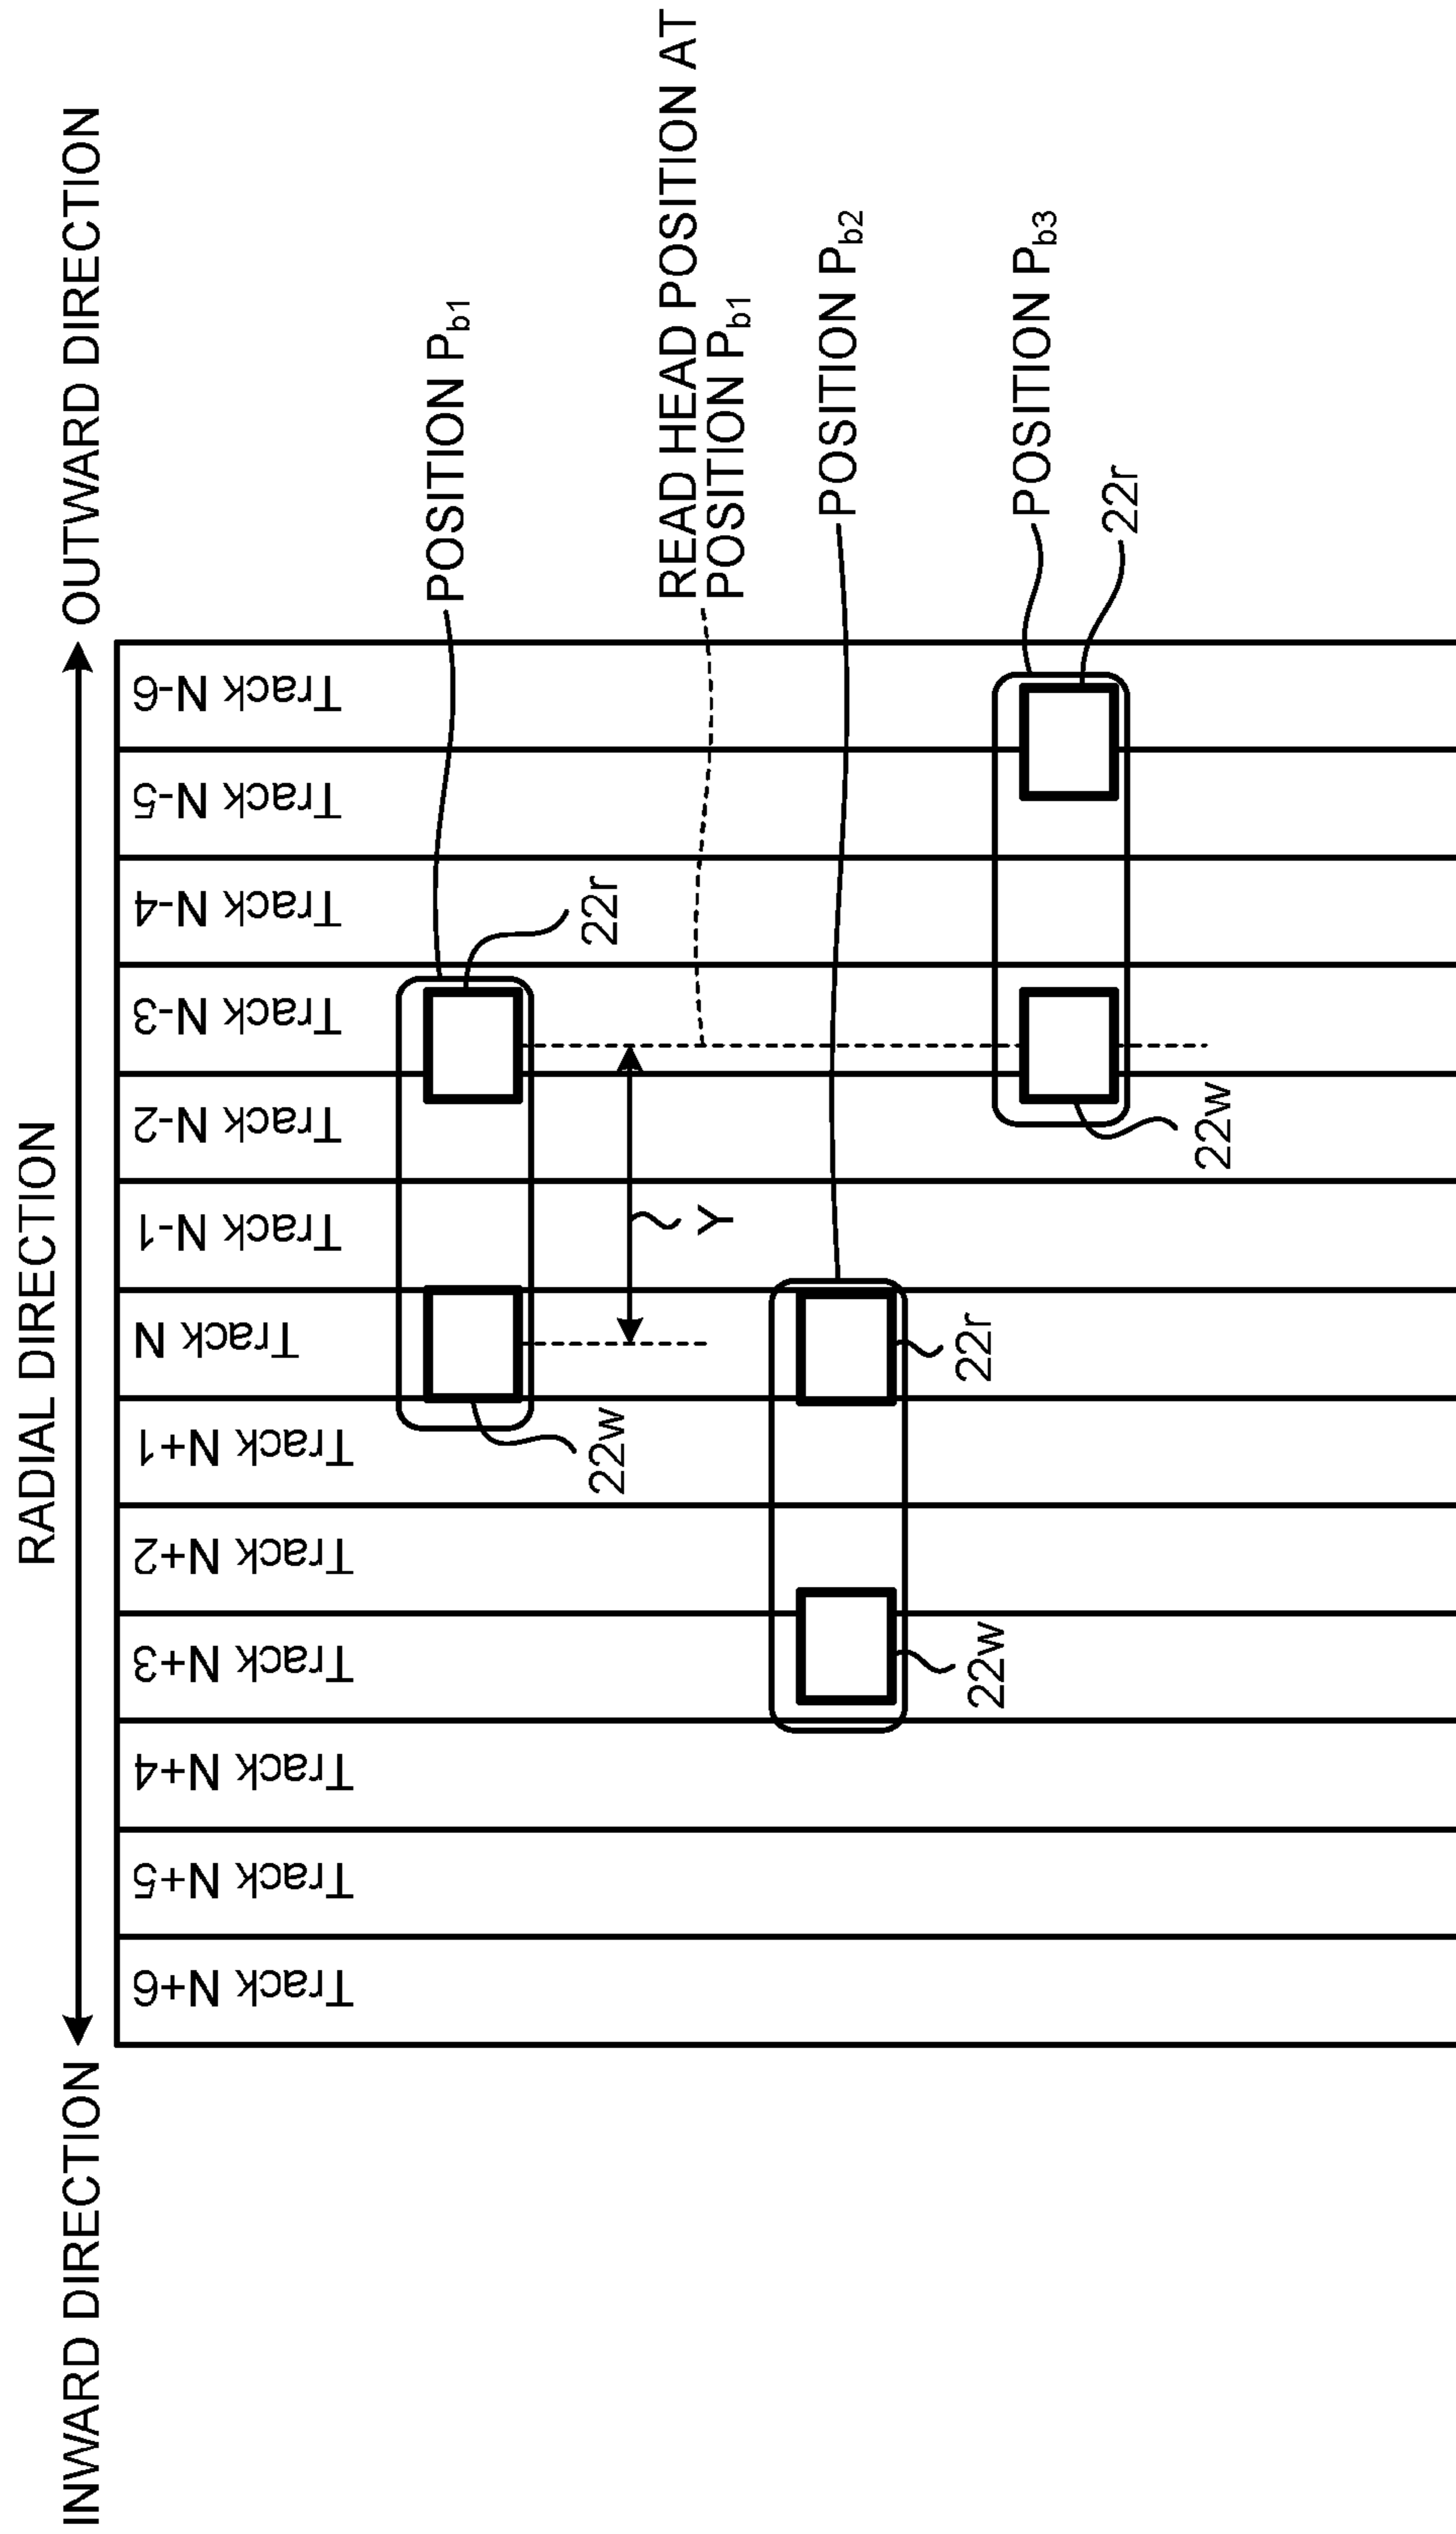 RADIAL DIRECTION
INWARD DIRECTION
OUTWARD DIRECTION
Track N+6
Track N+5
Track N+4
Track N+3
Track N+2
Track N+1
Track N
Track N-1
Track N-2
Track N-3
Track N-4
Track N-5
Track N-6
POSITION Pb1
22r
22w
Y
READ HEAD POSITION AT
POSITION Pb1
POSITION Pb2
22r
22w
POSITION Pb3
22r
22w